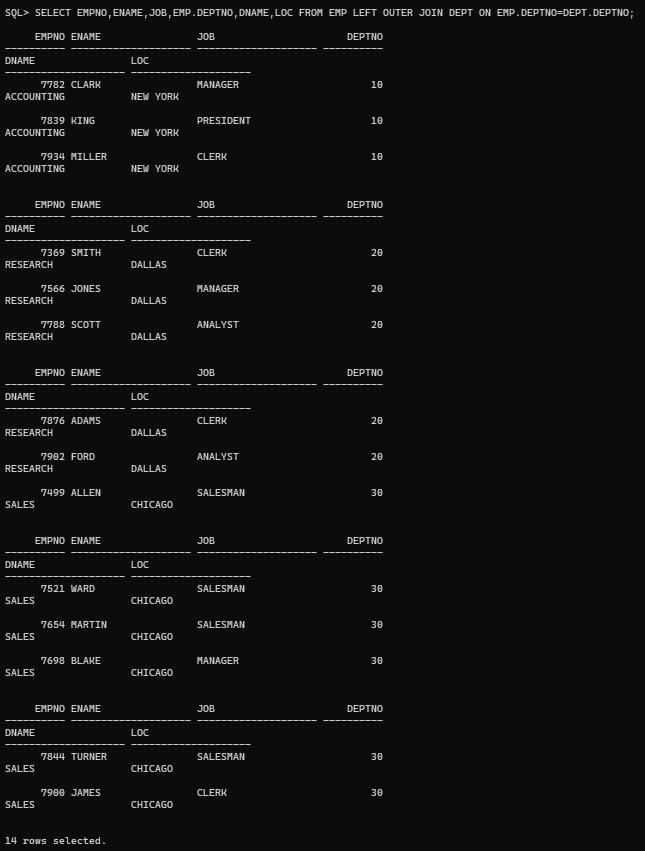 SQL> SELECT EMPNO,ENAME,JOB,EMP.DEPTNO,DNAME,LOC FROM EMP LEFT OUTER JOIN DEPT ON EMP.DEPTNO=DEPT.DEPTNO;
EMPNO ENAME JOB DEPTNO
---------- -------------------- -------------------- ----------
DNAME LOC
-------------------- --------------------
7782 CLARK MANAGER 10
ACCOUNTING NEW YORK
7839 KING PRESIDENT 10
ACCOUNTING NEW YORK
7934 MILLER CLERK 10
ACCOUNTING NEW YORK
EMPNO ENAME JOB DEPTNO
---------- -------------------- -------------------- ----------
DNAME LOC
-------------------- --------------------
7369 SMITH CLERK 20
RESEARCH DALLAS
7566 JONES MANAGER 20
RESEARCH DALLAS
7788 SCOTT ANALYST 20
RESEARCH DALLAS
EMPNO ENAME JOB DEPTNO
---------- -------------------- -------------------- ----------
DNAME LOC
-------------------- --------------------
7876 ADAMS CLERK 20
RESEARCH DALLAS
7902 FORD ANALYST 20
RESEARCH DALLAS
7499 ALLEN SALESMAN 30
SALES CHICAGO
EMPNO ENAME JOB DEPTNO
---------- -------------------- -------------------- ----------
DNAME LOC
-------------------- --------------------
7521 WARD SALESMAN 30
SALES CHICAGO
7654 MARTIN SALESMAN 30
SALES CHICAGO
7698 BLAKE MANAGER 30
SALES CHICAGO
EMPNO ENAME JOB DEPTNO
---------- -------------------- -------------------- ----------
DNAME LOC
-------------------- --------------------
7844 TURNER SALESMAN 30
SALES CHICAGO
7900 JAMES CLERK 30
SALES CHICAGO
14 rows selected.